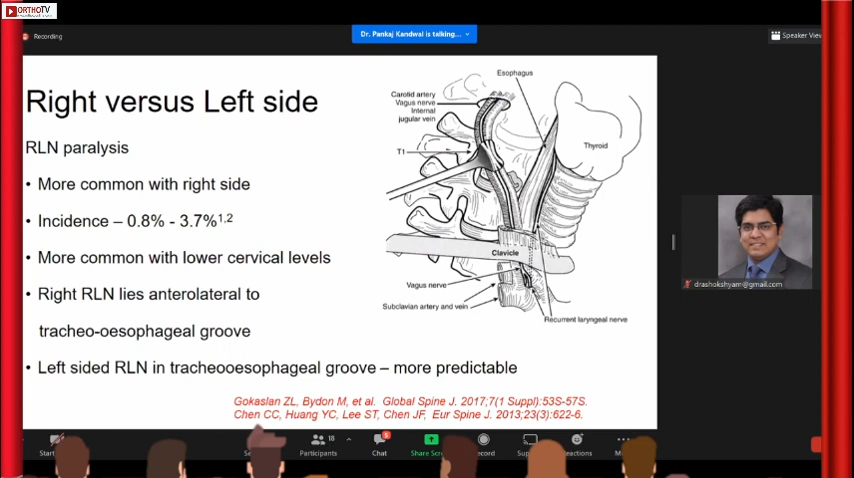 ORTHOTV
Recording
Dr. Pankaj Kandwal is talking...
Speaker View
Right versus Left side
RLN paralysis
• More common with right side
• Incidence – 0.8% - 3.7%1,2
• More common with lower cervical levels
• Right RLN lies anterolateral to
tracheo-oesophageal groove
• Left sided RLN in tracheooesophageal groove – more predictable
Esophagus
Carotid artery
Vagus nerve
Internal
jugular vein
T1
Thyroid
Clavicle
Vagus nerve
Subclavian artery and vein
Recurrent laryngeal nerve
Gokaslan ZL, Bydon M, et al. Global Spine J. 2017;7(1 Suppl):53S-57S.
Chen CC, Huang YC, Lee ST, Chen JF, Eur Spine J. 2013;23(3):622-6.
drashokshyam@gmail.com
18
5
Start
Participants
Chat
Share Scr